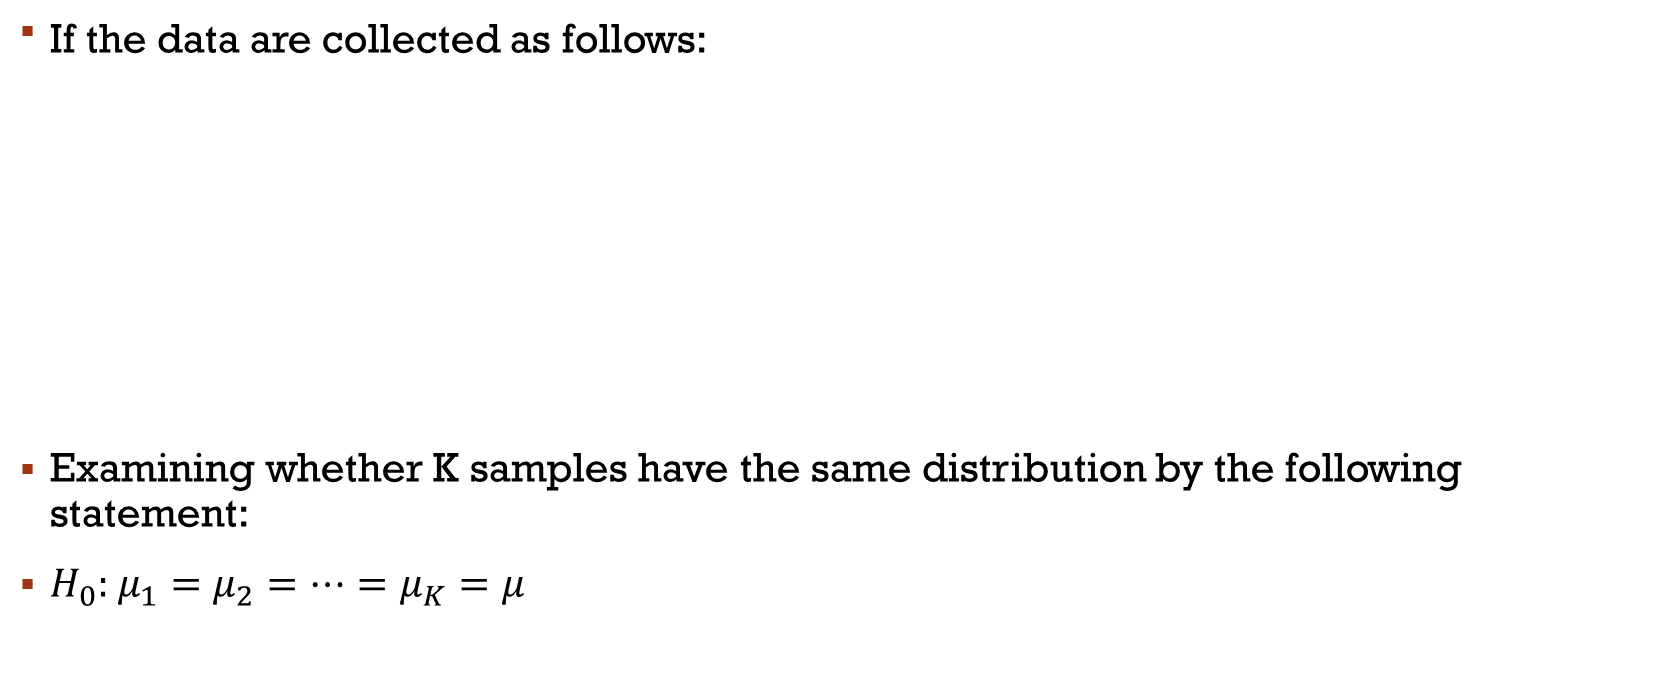 ▪ If the data are collected as follows:
▪ Examining whether K samples have the same distribution by the following
statement:
▪ 𝐻₀: 𝜇₁ = 𝜇₂ = ⋯ = 𝜇_𝐾 = 𝜇